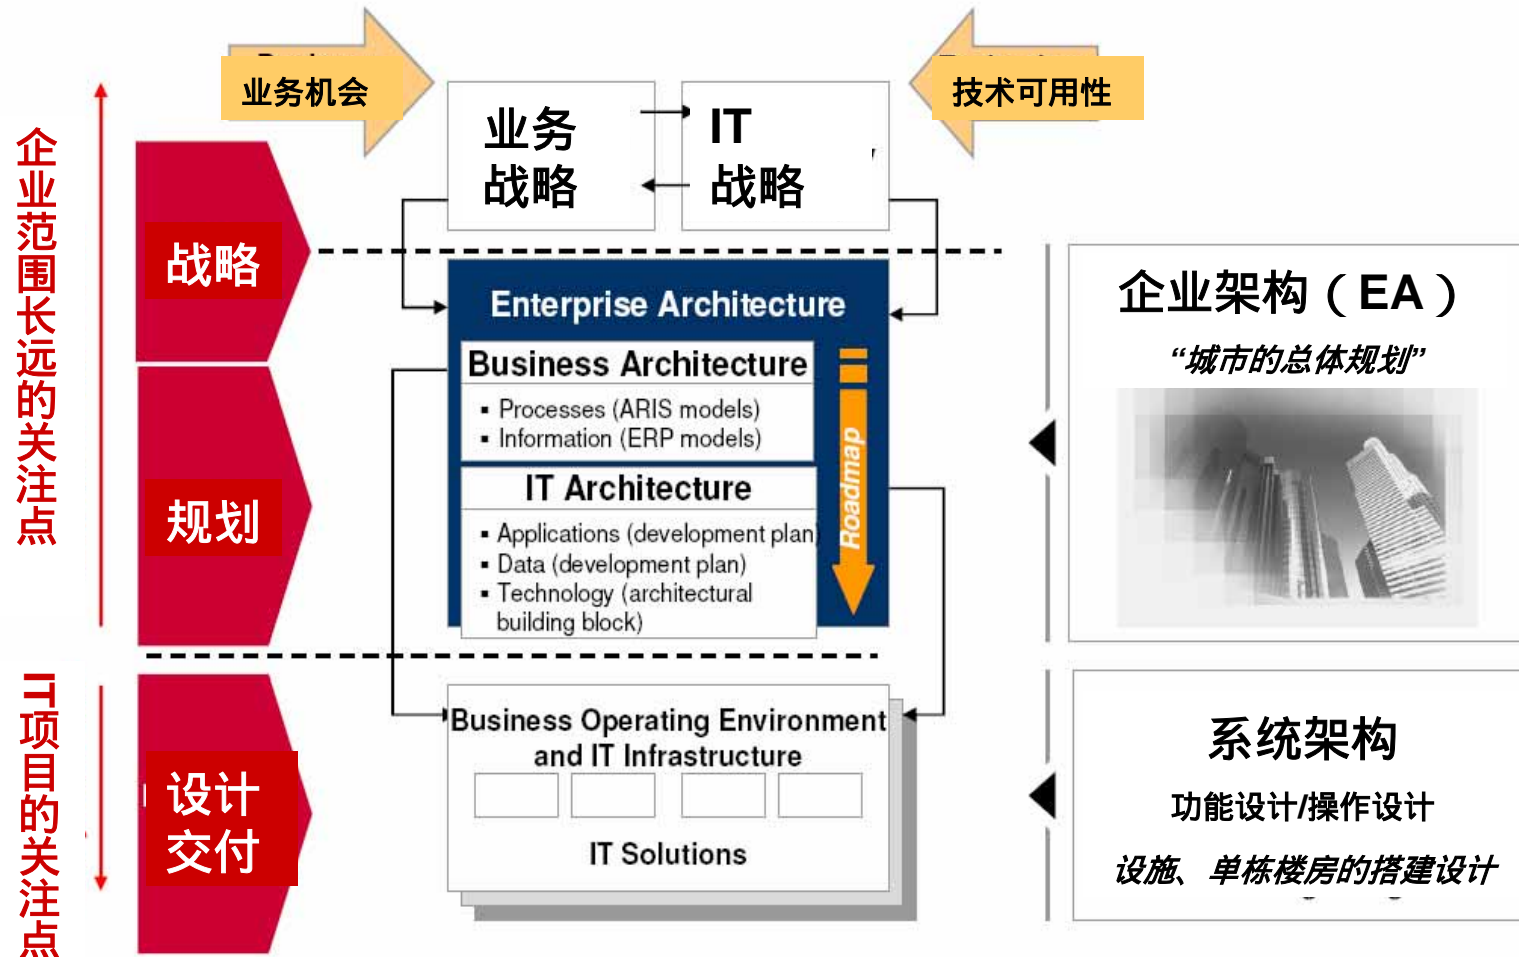 业务机会
技术可用性
业务
战略
IT
战略
企业范围长远的关注点
战略
规划
Enterprise Architecture
Business Architecture
▪ Processes (ARIS models)
▪ Information (ERP models)
IT Architecture
▪ Applications (development plan)
▪ Data (development plan)
▪ Technology (architectural
building block)
Roadmap
企业架构（EA）
“城市的总体规划”
IT项目的关注点
设计
交付
Business Operating Environment
and IT Infrastructure
IT Solutions
系统架构
功能设计/操作设计
设施、单栋楼房的搭建设计